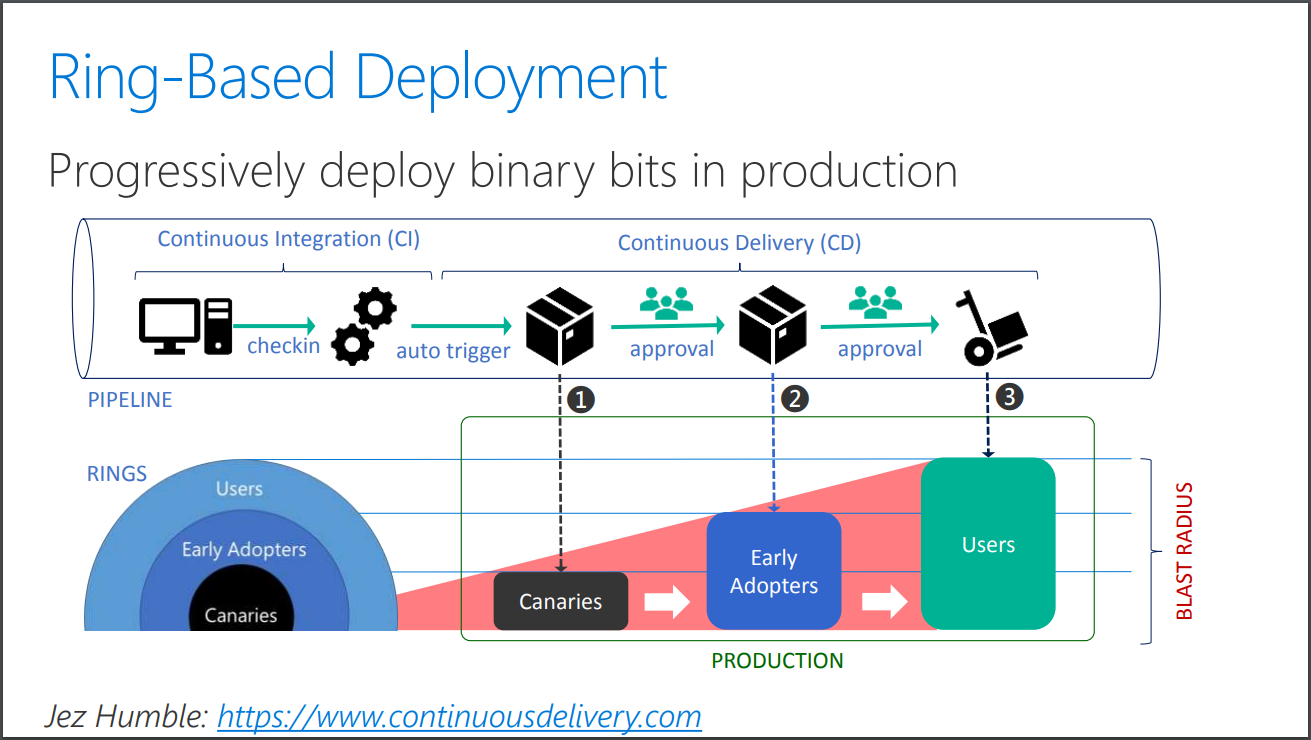 Ring-Based Deployment
Progressively deploy binary bits in production
Continuous Integration (CI)
Continuous Delivery (CD)
checkin
auto trigger
approval
approval
PIPELINE
1
2
3
RINGS
Users
Early Adopters
Canaries
Canaries
Early
Adopters
Users
BLAST RADIUS
PRODUCTION
Jez Humble: https://www.continuousdelivery.com